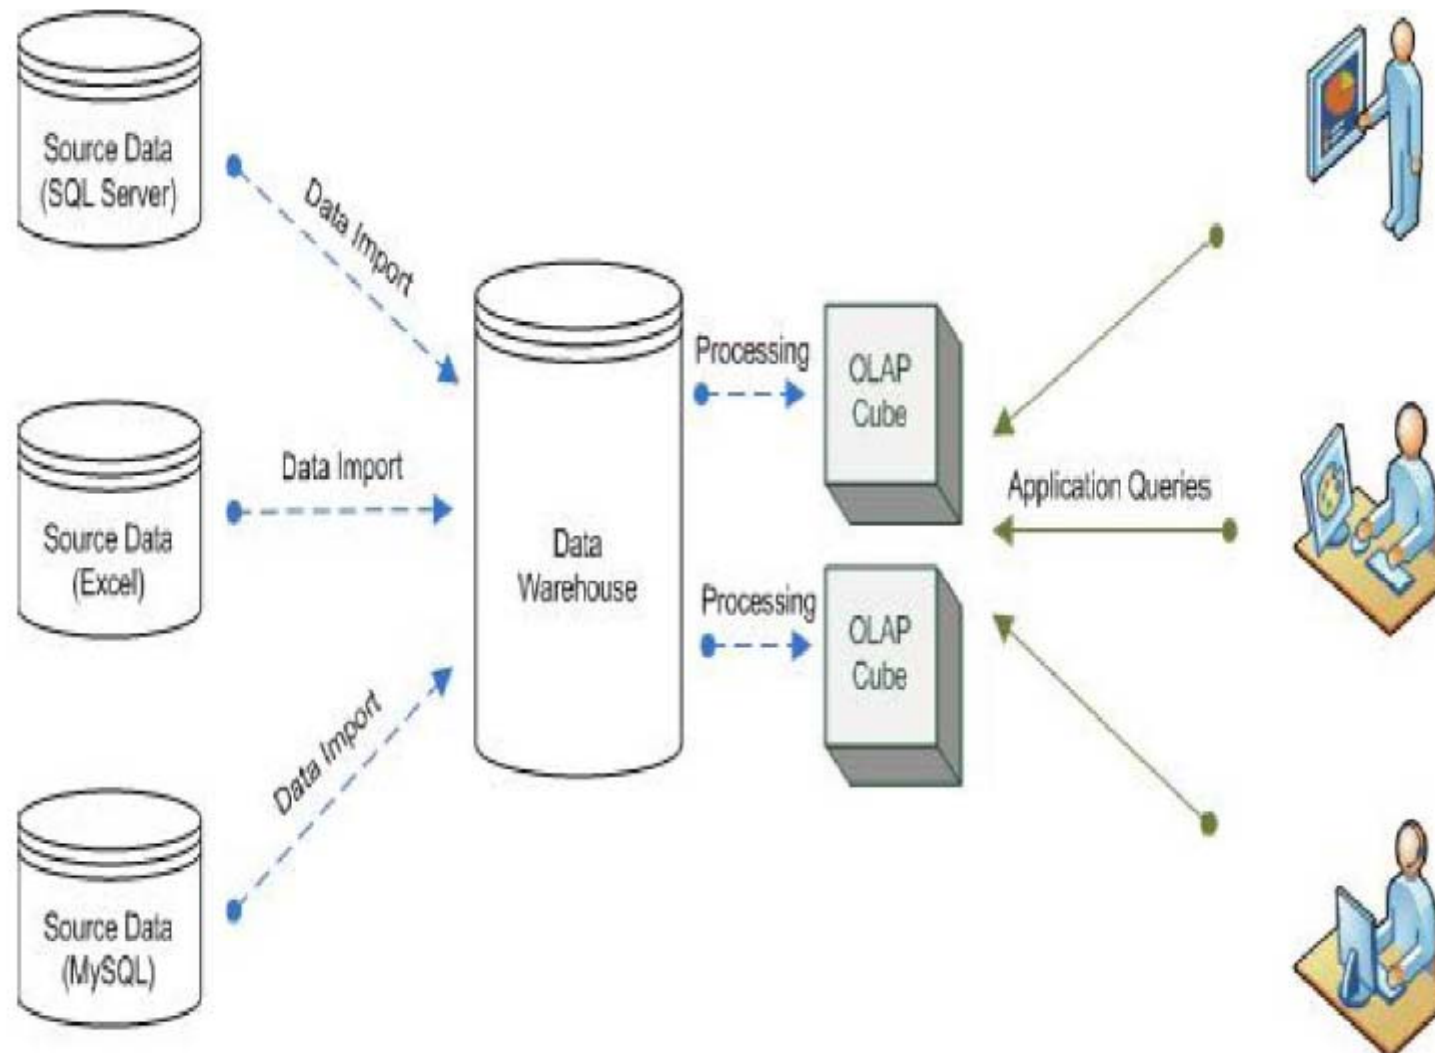 Source Data
(SQL Server)
Data Import
Source Data
(Excel)
Data Import
Source Data
(MySQL)
Data Import
Data
Warehouse
Processing
OLAP
Cube
Processing
OLAP
Cube
Application Queries